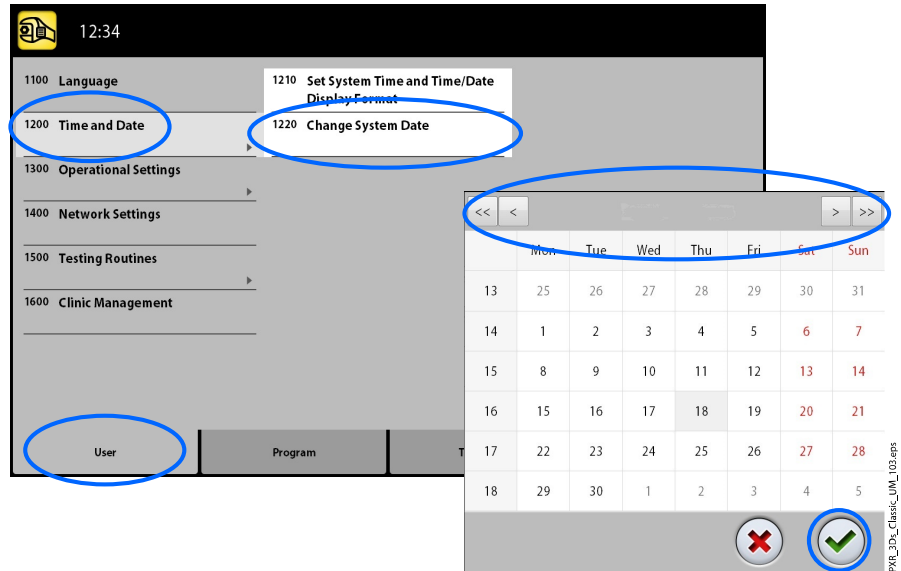 12:34
1100 Language
1200 Time and Date
1300 Operational Settings
1400 Network Settings
1500 Testing Routines
1600 Clinic Management
1210 Set System Time and Time/Date
Display Format
1220 Change System Date
User Program T
<< < > >>
Mon Tue Wed Thu Fri Sat Sun
13 25 26 27 28 29 30 31
14 1 2 3 4 5 6 7
15 8 9 10 11 12 13 14
16 15 16 17 18 19 20 21
17 22 23 24 25 26 27 28
18 29 30 1 2 3 4 5
PXR_3Ds_Classic_UM_103.eps